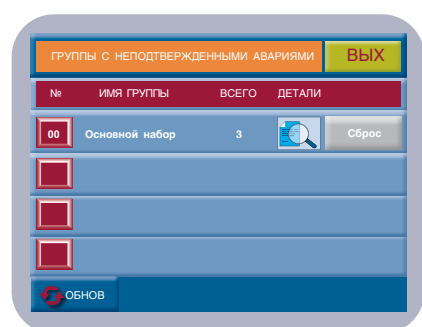 ГРУППЫ С НЕПОДТВЕРЖДЕННЫМИ АВАРИЯМИ ВЫХ
№ ИМЯ ГРУППЫ ВСЕГО ДЕТАЛИ
00 Основной набор 3 Сброс
ОБНОВ